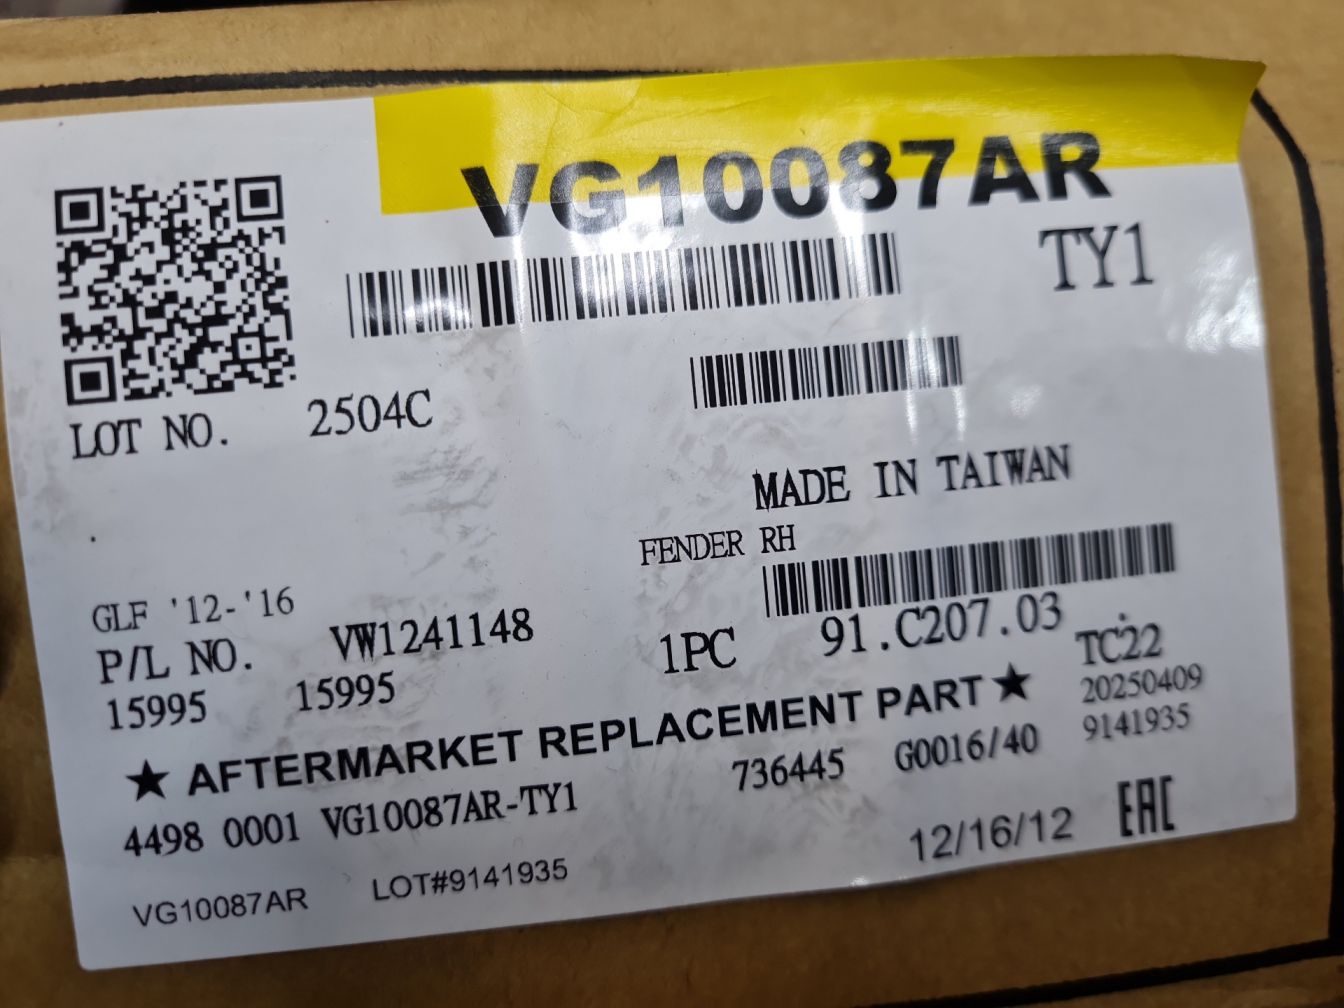 VG10087AR
TY1
LOT NO. 2504C
MADE IN TAIWAN
FENDER RH
GLF '12-'16
P/L NO. VW1241148
1PC 91.C207.03 TC22
15995 15995
20250409
★ AFTERMARKET REPLACEMENT PART ★
9141935
4498 0001 VG10087AR-TY1 736445 G0016/40
VG10087AR LOT#9141935 12/16/12 EAC